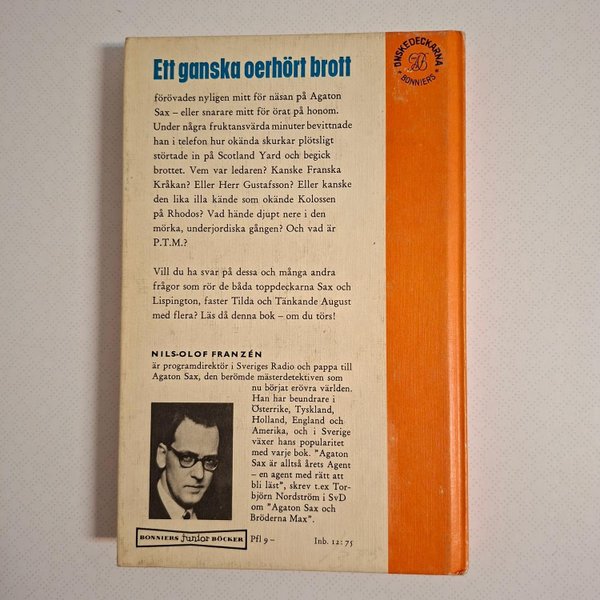 Ett ganska oerhört brott
ÖNSKEDECKARNA
AB
BONNIERS
förövades nyligen mitt för näsan på Agaton
Sax – eller snarare mitt för örat på honom.
Under några fruktansvärda minuter bevittnade
han i telefon hur okända skurkar plötsligt
störtade in på Scotland Yard och begick
brottet. Vem var ledaren? Kanske Franska
Kråkan? Eller Herr Gustafsson? Eller kanske
den lika illa kände som okände Kolossen
på Rhodos? Vad hände djupt nere i den
mörka, underjordiska gången? Och vad är
P.T.M.?
Vill du ha svar på dessa och många andra
frågor som rör de båda toppdeckarna Sax och
Lispington, faster Tilda och Tänkande August
med flera? Läs då denna bok – om du törs!
NILS-OLOF FRANZÉN
är programdirektör i Sveriges Radio och pappa till
Agaton Sax, den berömde mästerdetektiven som
nu börjat erövra världen.
Han har beundrare i
Österrike, Tyskland,
Holland, England och
Amerika, och i Sverige
växer hans popularitet
med varje bok. "Agaton
Sax är alltså årets Agent
– en agent med rätt att
bli läst", skrev t.ex Tor-
björn Nordström i SvD
om "Agaton Sax och
Bröderna Max".
BONNIERS junior BÖCKER
Pfl 9–
Inb. 12:75